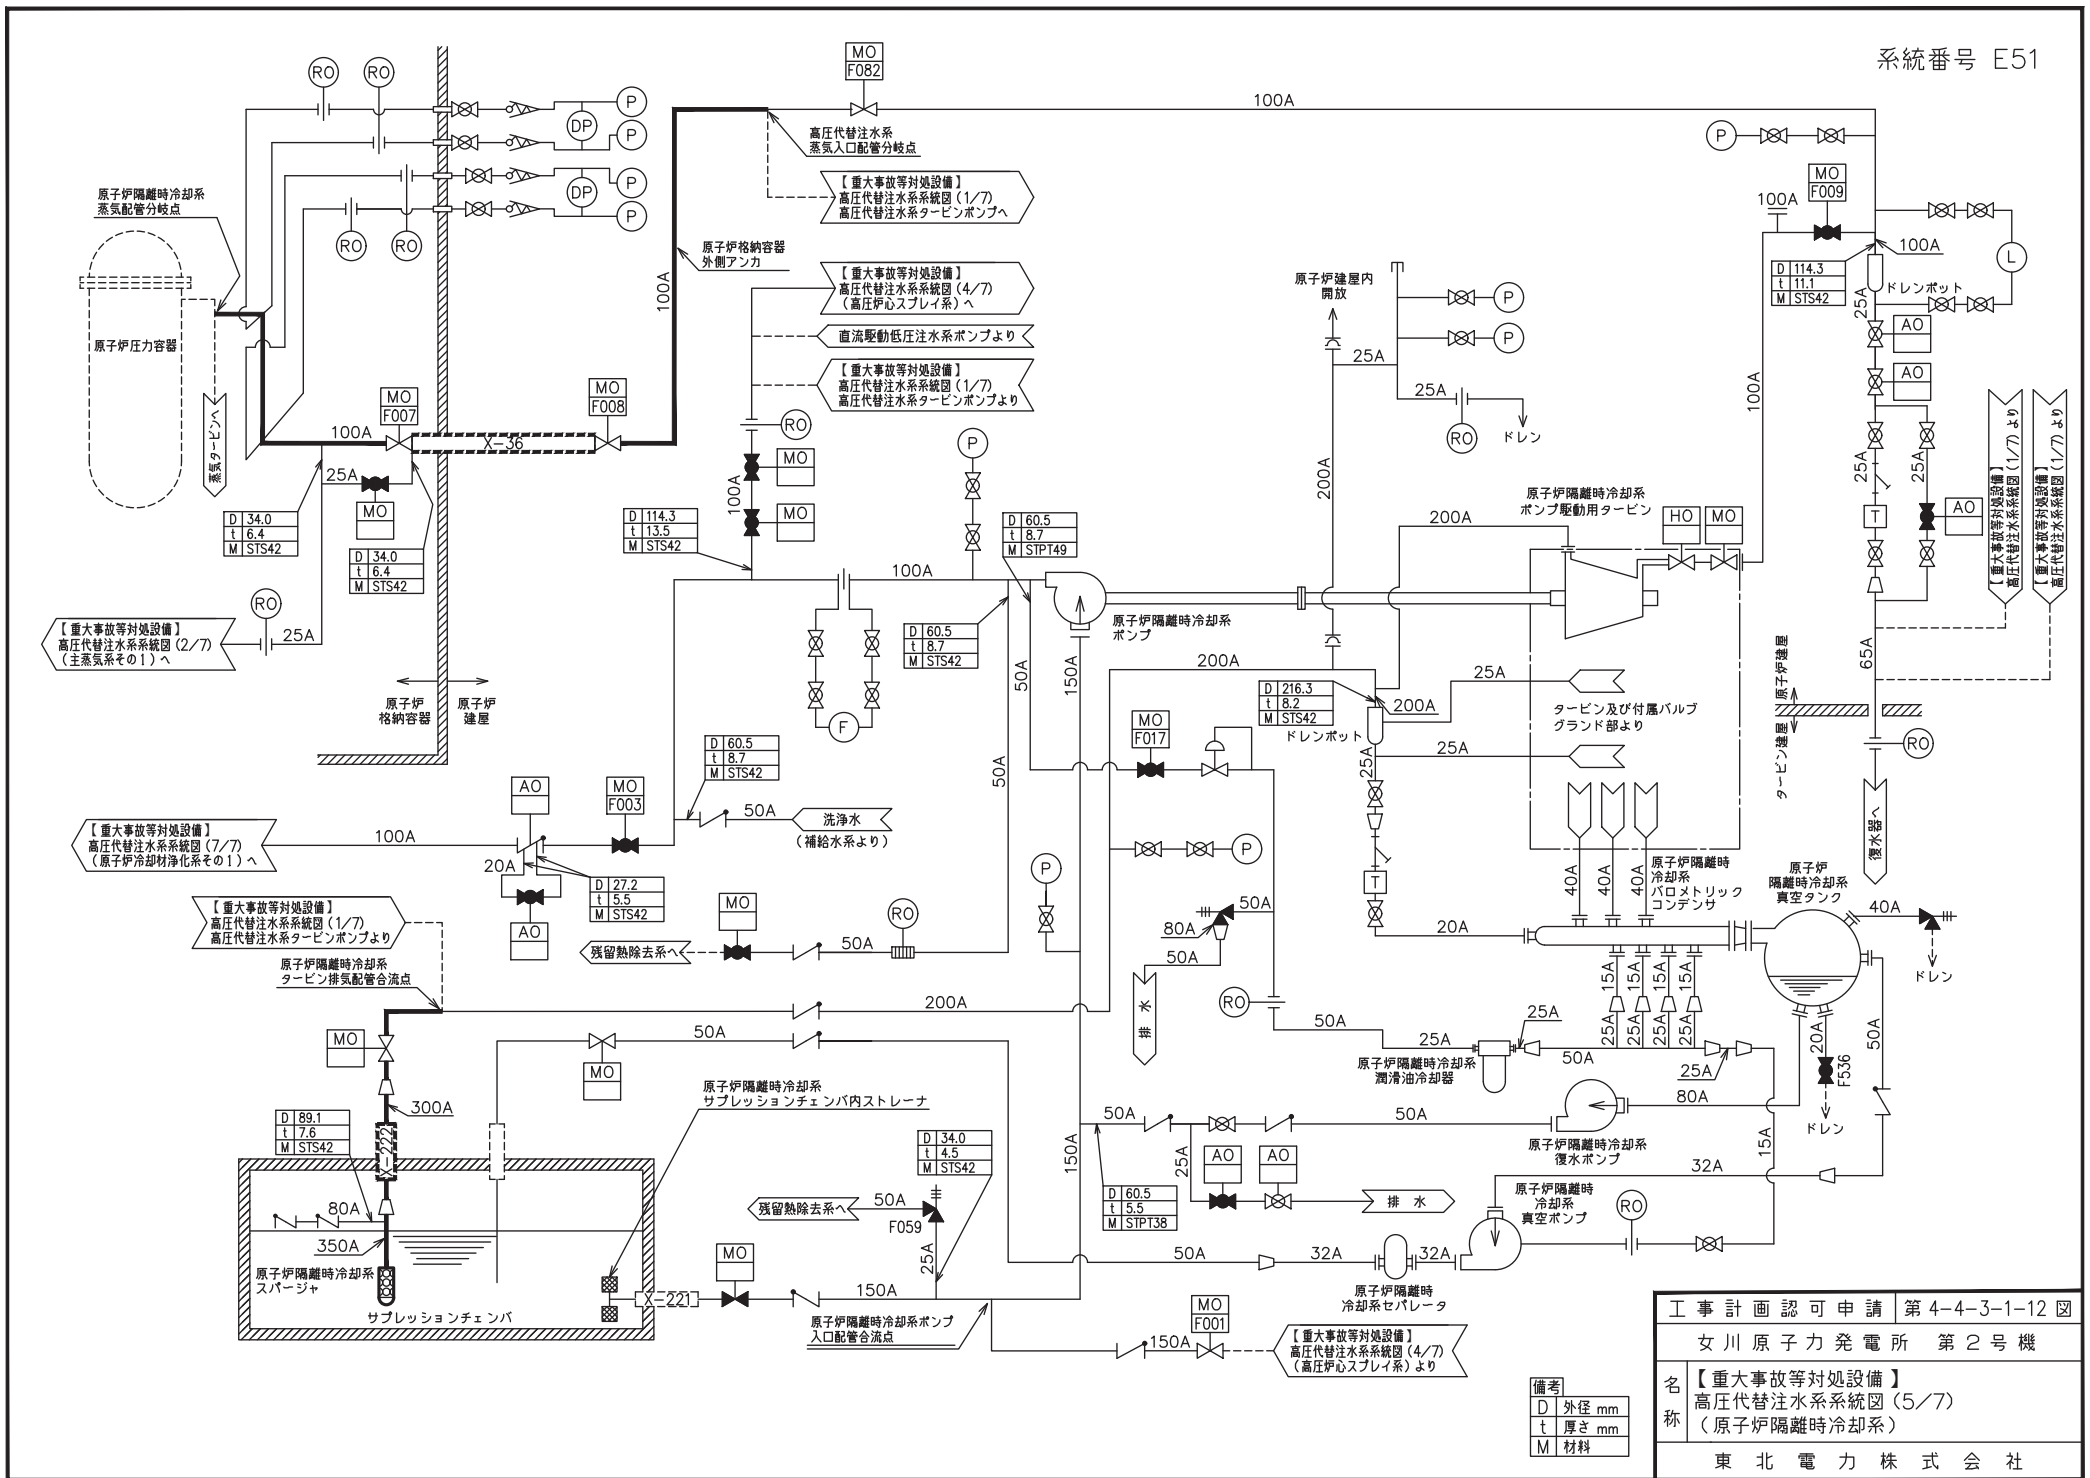 系統番号 E51
RO
RO
P
DP
P
P
DP
P
RO
RO
MO
F082
100A
高圧代替注水系
蒸気入口配管分岐点
【重大事故等対処設備】
高圧代替注水系系統図(1/7)
高圧代替注水系タービンポンプへ
原子炉隔離時冷却系
蒸気配管分岐点
原子炉圧力容器
蒸気タービンへ
100A
MO
F007
X-36
MO
F008
25A
MO
D 34.0
t 6.4
M STS42
D 34.0
t 6.4
M STS42
RO
25A
【重大事故等対処設備】
高圧代替注水系系統図(2/7)
(主蒸気系その1)へ
原子炉
格納容器
原子炉
建屋
原子炉格納容器
外側アンカ
100A
【重大事故等対処設備】
高圧代替注水系系統図(4/7)
(高圧炉心スプレイ系)へ
直流駆動低圧注水系ポンプより
【重大事故等対処設備】
高圧代替注水系系統図(1/7)
高圧代替注水系タービンポンプより
RO
MO
100A
MO
D 114.3
t 13.5
M STS42
P
D 60.5
t 8.7
M STPT49
100A
F
D 60.5
t 8.7
M STS42
50A
150A
50A
原子炉隔離時冷却系
ポンプ
原子炉建屋内
開放
P
P
25A
25A
RO
ドレン
200A
200A
原子炉隔離時冷却系
ポンプ駆動用タービン
HO
MO
P
MO
F009
100A
100A
L
D 114.3
t 11.1
M STS42
ドレンポット
25A
AO
AO
100A
25A
25A
T
AO
【重大事故等対処設備】
高圧代替注水系系統図(1/7)より
【重大事故等対処設備】
高圧代替注水系系統図(1/7)より
65A
原子炉建屋
タービン建屋
RO
復水器へ
200A
D 216.3
t 8.2
M STS42
200A
25A
ドレンポット
タービン及び付属バルブ
グランド部より
25A
25A
T
20A
MO
F017
P
50A
80A
50A
排水
RO
50A
40A
40A
40A
原子炉隔離時
冷却系
バロメトリック
コンデンサ
原子炉
隔離時冷却系
真空タンク
40A
ドレン
15A
15A
15A
15A
25A
25A
25A
25A
25A
25A
原子炉隔離時冷却系
潤滑油冷却器
50A
25A
20A
F536
ドレン
50A
80A
原子炉隔離時冷却系
復水ポンプ
15A
32A
原子炉隔離時
冷却系
真空ポンプ
RO
D 60.5
t 8.7
M STS42
50A
洗浄水
(補給水系より)
AO
MO
F003
100A
【重大事故等対処設備】
高圧代替注水系系統図(7/7)
(原子炉冷却材浄化系その1)へ
20A
AO
D 27.2
t 5.5
M STS42
P
MO
RO
50A
残留熱除去系へ
【重大事故等対処設備】
高圧代替注水系系統図(1/7)
高圧代替注水系タービンポンプより
原子炉隔離時冷却系
タービン排気配管合流点
200A
50A
MO
MO
300A
D 89.1
t 7.6
M STS42
X-222
80A
350A
原子炉隔離時冷却系
スパージャ
サプレッションチェンバ
原子炉隔離時冷却系
サプレッションチェンバ内ストレーナ
D 34.0
t 4.5
M STS42
50A
残留熱除去系へ
F059
25A
X-221
MO
150A
原子炉隔離時冷却系ポンプ
入口配管合流点
150A
50A
50A
25A
AO
AO
排水
D 60.5
t 5.5
M STPT38
50A
32A
32A
原子炉隔離時
冷却系セパレータ
150A
MO
F001
【重大事故等対処設備】
高圧代替注水系系統図(4/7)
(高圧炉心スプレイ系)より
備考
D 外径 mm
t 厚さ mm
M 材料
工事計画認可申請 第4-4-3-1-12図
女川原子力発電所 第2号機
名称
【重大事故等対処設備】
高圧代替注水系系統図(5/7)
(原子炉隔離時冷却系)
東北電力株式会社